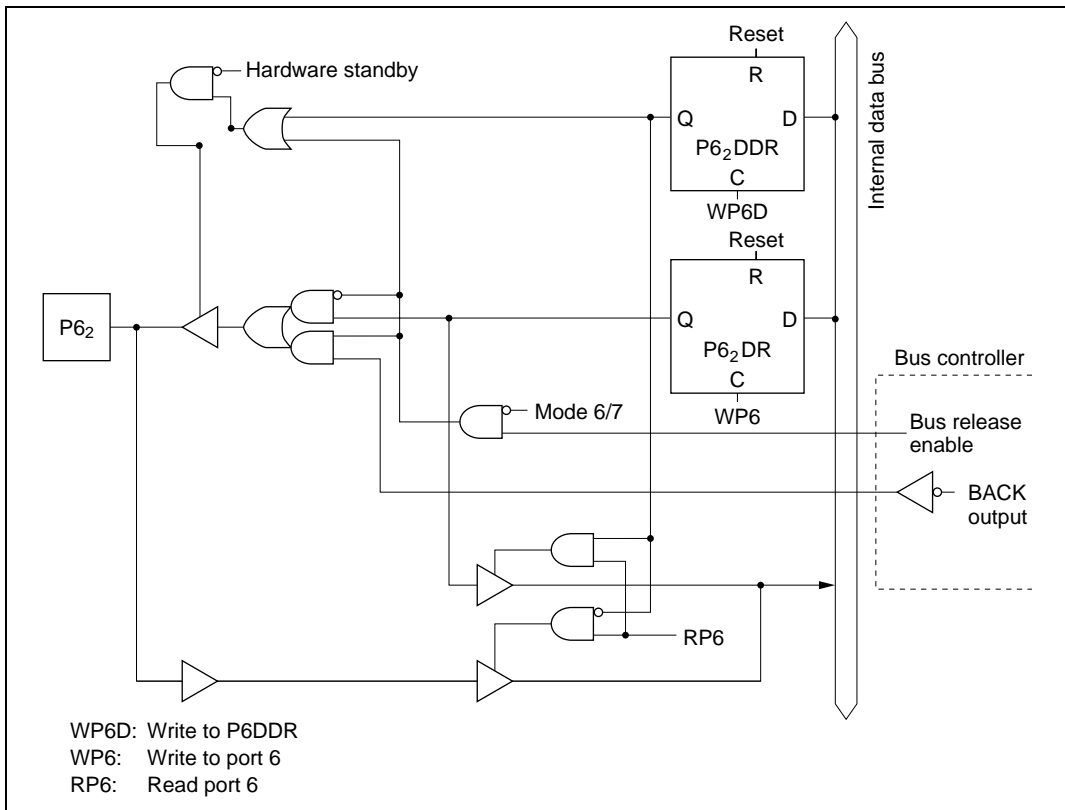 Reset
Hardware standby
R
Q
D
P6₂DDR
C
WP6D
Internal data bus
Reset
R
P6₂
Q
D
P6₂DR
C
WP6
Bus controller
Mode 6/7
Bus release
enable
BACK
output
RP6
WP6D: Write to P6DDR
WP6: Write to port 6
RP6: Read port 6